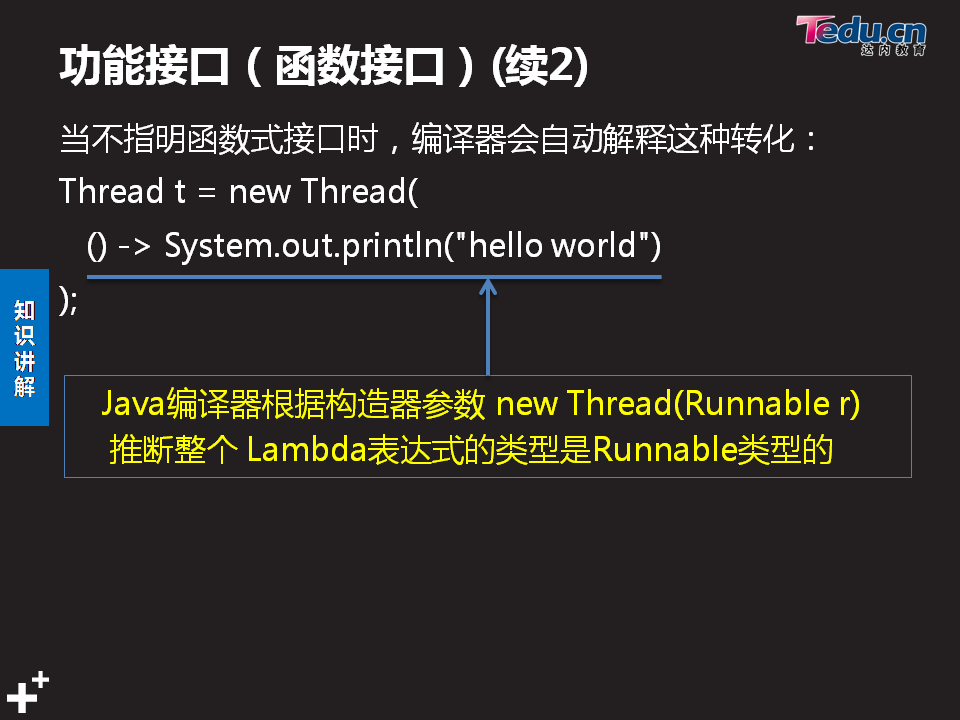 Tedu.cn
达内教育
功能接口（函数接口）(续2)
当不指明函数式接口时，编译器会自动解释这种转化：
Thread t = new Thread(
() -> System.out.println("hello world")
);
知识讲解
Java编译器根据构造器参数 new Thread(Runnable r)
推断整个 Lambda表达式的类型是Runnable类型的